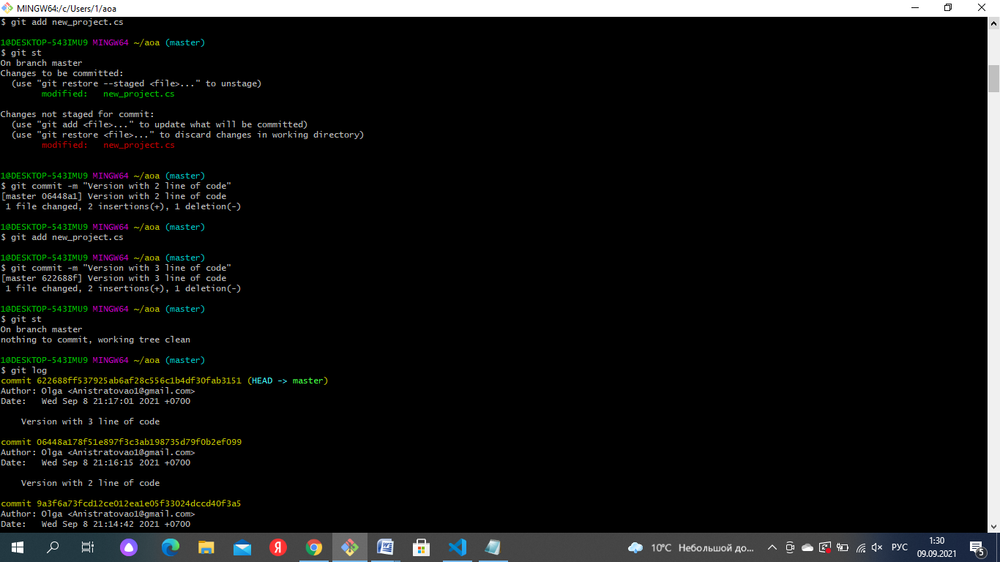 MINGW64:/c/Users/1/aoa
$ git add new_project.cs
1@DESKTOP-543IMU9 MINGW64 ~/aoa (master)
$ git st
On branch master
Changes to be committed:
  (use "git restore --staged <file>..." to unstage)
        modified:   new_project.cs
Changes not staged for commit:
  (use "git add <file>..." to update what will be committed)
  (use "git restore <file>..." to discard changes in working directory)
        modified:   new_project.cs
1@DESKTOP-543IMU9 MINGW64 ~/aoa (master)
$ git commit -m "Version with 2 line of code"
[master 06448a1] Version with 2 line of code
 1 file changed, 2 insertions(+), 1 deletion(-)
1@DESKTOP-543IMU9 MINGW64 ~/aoa (master)
$ git add new_project.cs
1@DESKTOP-543IMU9 MINGW64 ~/aoa (master)
$ git commit -m "Version with 3 line of code"
[master 622688f] Version with 3 line of code
 1 file changed, 2 insertions(+), 1 deletion(-)
1@DESKTOP-543IMU9 MINGW64 ~/aoa (master)
$ git st
On branch master
nothing to commit, working tree clean
1@DESKTOP-543IMU9 MINGW64 ~/aoa (master)
$ git log
commit 622688ff537925ab6af28c556c1b4df30fab3151 (HEAD -> master)
Author: Olga <Anistratovao1@gmail.com>
Date:   Wed Sep 8 21:17:01 2021 +0700
    Version with 3 line of code
commit 06448a178f51e897f3c3ab198735d79f0b2ef099
Author: Olga <Anistratovao1@gmail.com>
Date:   Wed Sep 8 21:16:15 2021 +0700
    Version with 2 line of code
commit 9a3f6a73fcd12ce012ea1e05f33024dccd40f3a5
Author: Olga <Anistratovao1@gmail.com>
Date:   Wed Sep 8 21:14:42 2021 +0700
Я
10°C Небольшой до...
РУС
1:30
09.09.2021
5